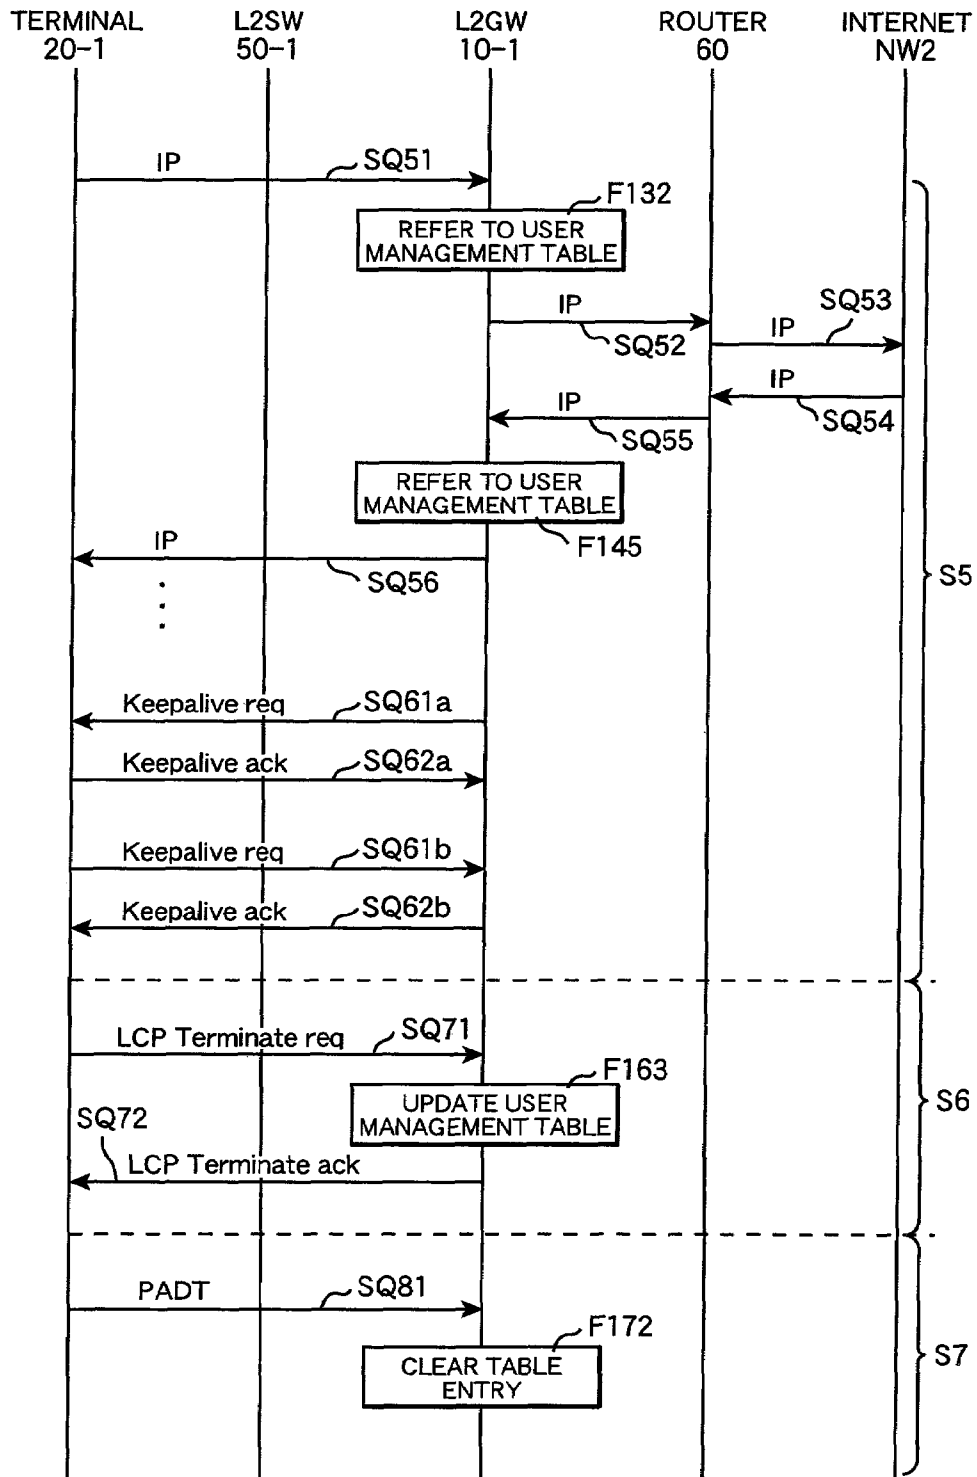 TERMINAL
20-1
L2SW
50-1
L2GW
10-1
ROUTER
60
INTERNET
NW2
IP
SQ51
F132
REFER TO USER
MANAGEMENT TABLE
IP
SQ52
IP
SQ53
IP
SQ54
IP
SQ55
REFER TO USER
MANAGEMENT TABLE
F145
IP
SQ56
S5
Keepalive req
SQ61a
Keepalive ack
SQ62a
Keepalive req
SQ61b
Keepalive ack
SQ62b
LCP Terminate req
SQ71
F163
UPDATE USER
MANAGEMENT TABLE
S6
SQ72
LCP Terminate ack
PADT
SQ81
F172
CLEAR TABLE
ENTRY
S7